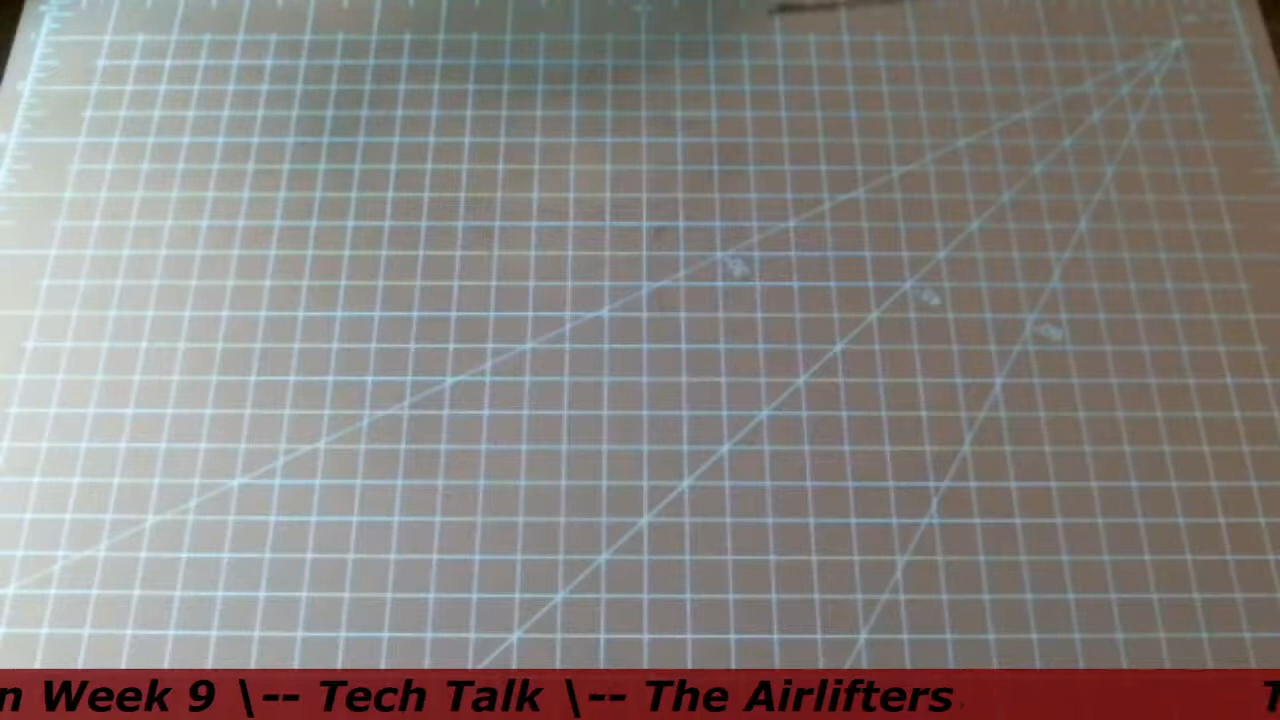 n Week 9 \-- Tech Talk \-- The Airlifters T